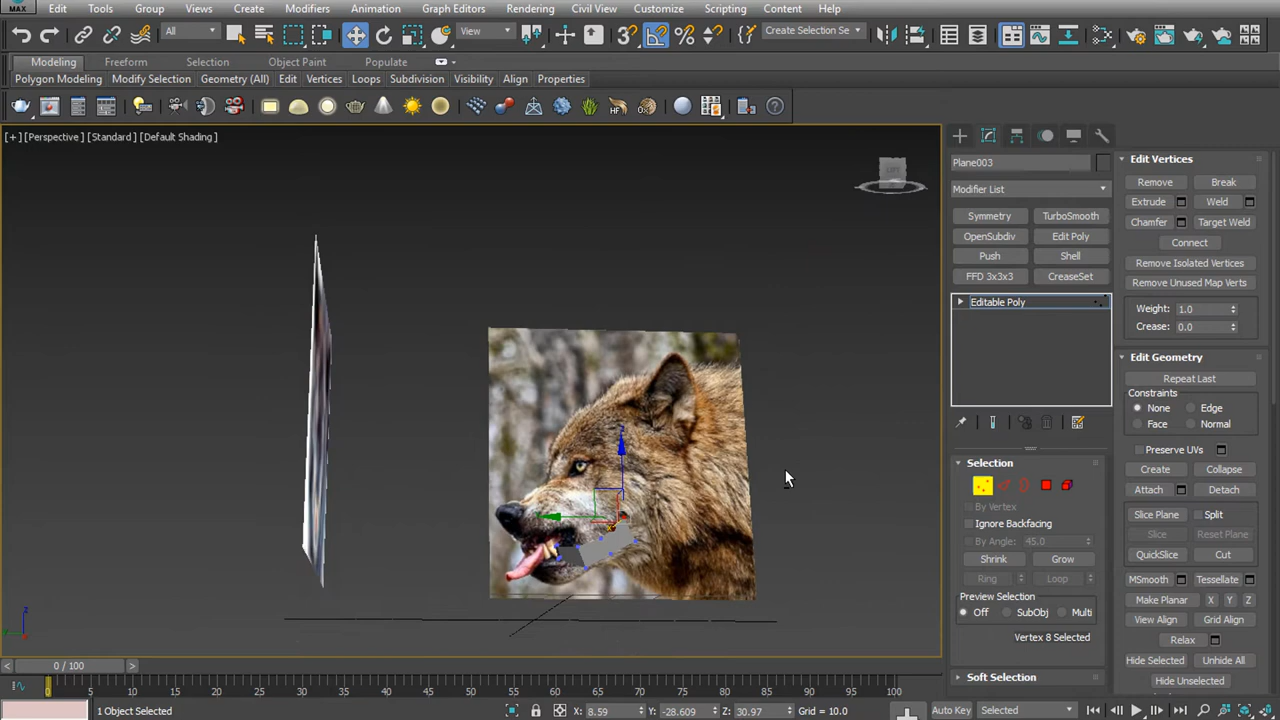 MAX Edit Tools Group Views Create Modifiers Animation Graph Editors Rendering Civil View Customize Scripting Content Help
All View Create Selection Se
Modeling Freeform Selection Object Paint Populate
Polygon Modeling Modify Selection Geometry (All) Edit Vertices Loops Subdivision Visibility Align Properties
HF
[+] [Perspective] [Standard] [Default Shading]
Plane003
Modifier List
Symmetry TurboSmooth
OpenSubdiv Edit Poly
Push Shell
FFD 3x3x3 CreaseSet
Editable Poly
Selection
By Vertex
Ignore Backfacing
By Angle: 45.0
Shrink Grow
Ring Loop
Preview Selection
Off SubObj Multi
Vertex 8 Selected
Soft Selection
Edit Vertices
Remove Break
Extrude Weld
Chamfer Target Weld
Connect
Remove Isolated Vertices
Remove Unused Map Verts
Weight: 1.0
Crease: 0.0
Edit Geometry
Repeat Last
Constraints
None Edge
Face Normal
Preserve UVs
Create Collapse
Attach Detach
Slice Plane Split
Slice Reset Plane
QuickSlice Cut
MSmooth Tessellate
Make Planar X Y Z
View Align Grid Align
Relax
Hide Selected Unhide All
Hide Unselected
< 0 / 100 >
0 5 10 15 20 25 30 35 40 45 50 55 60 65 70 75 80 85 90 95 100
1 Object Selected X: 8.59 Y: -28.609 Z: 30.97 Grid = 10.0 Auto Key Selected